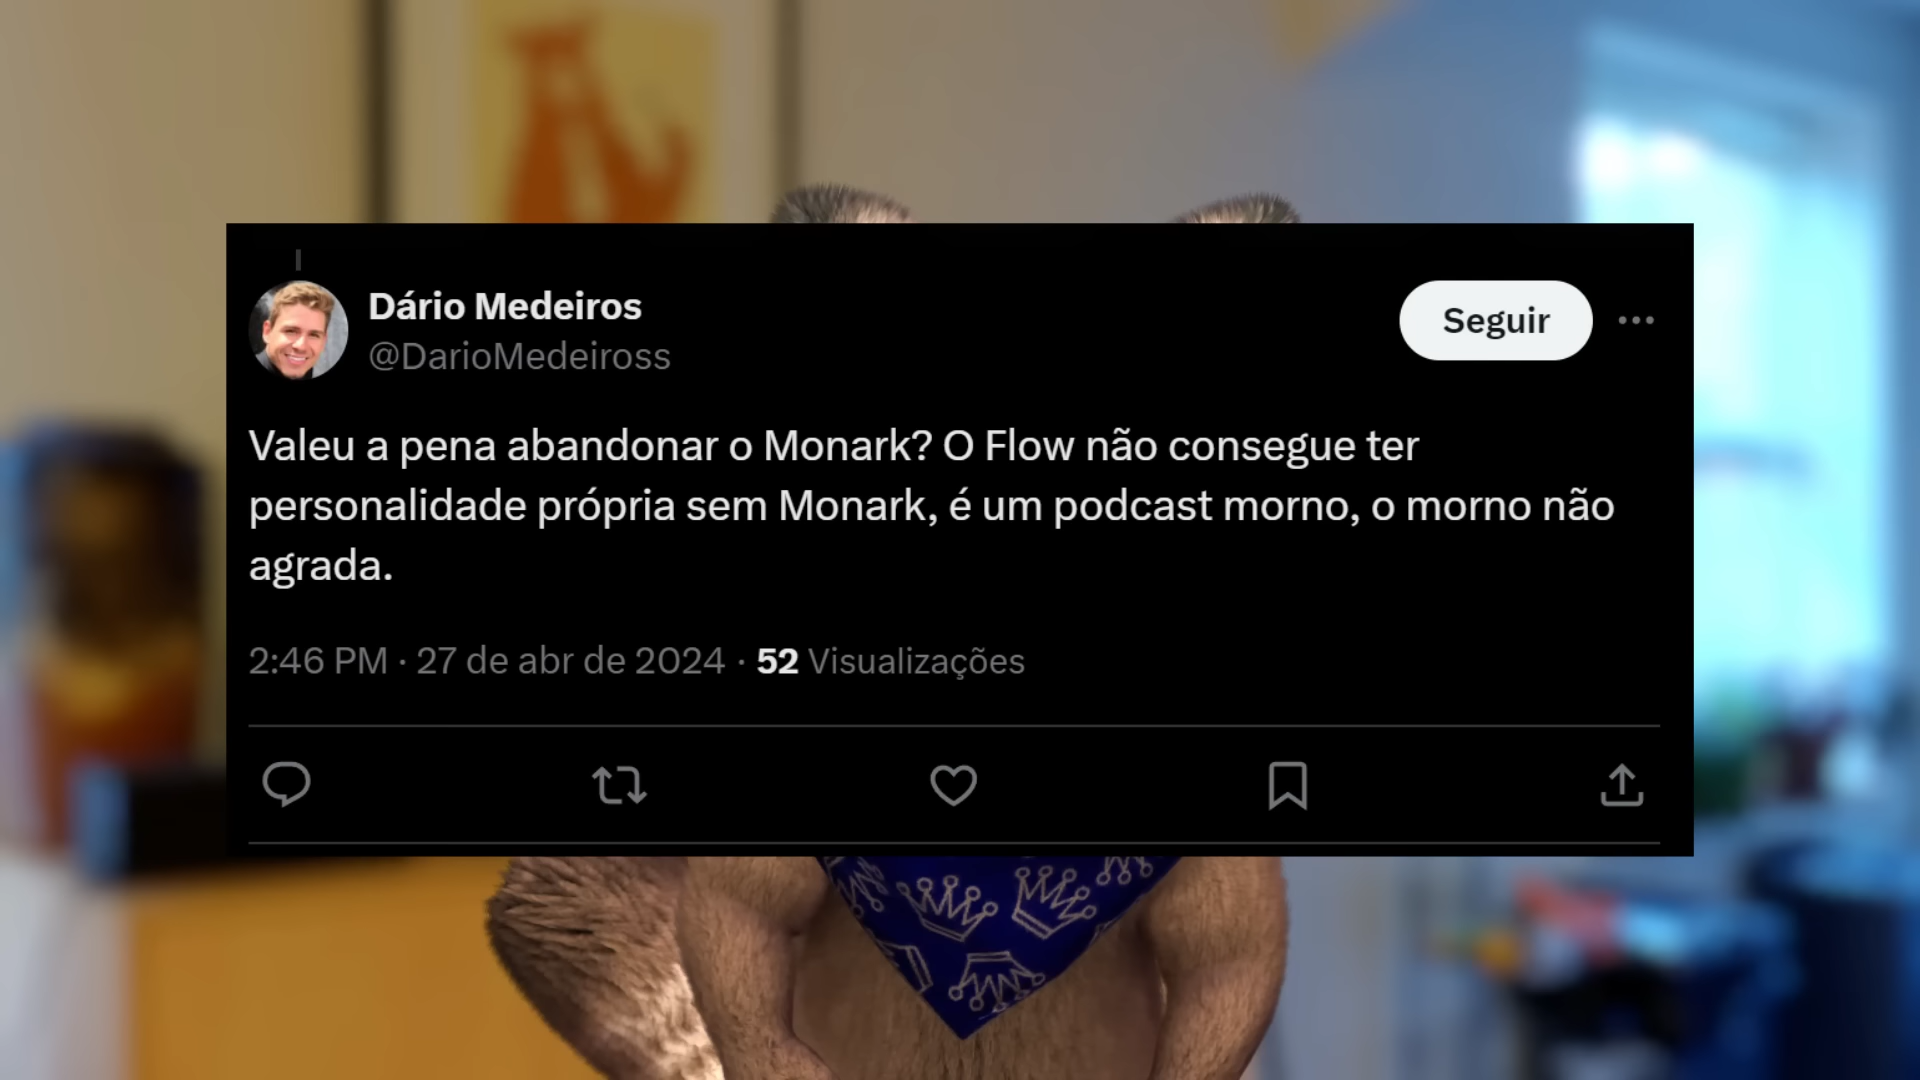 Dário Medeiros
@DarioMedeiross
Seguir
Valeu a pena abandonar o Monark? O Flow não consegue ter
personalidade própria sem Monark, é um podcast morno, o morno não
agrada.
2:46 PM · 27 de abr de 2024 · 52 Visualizações